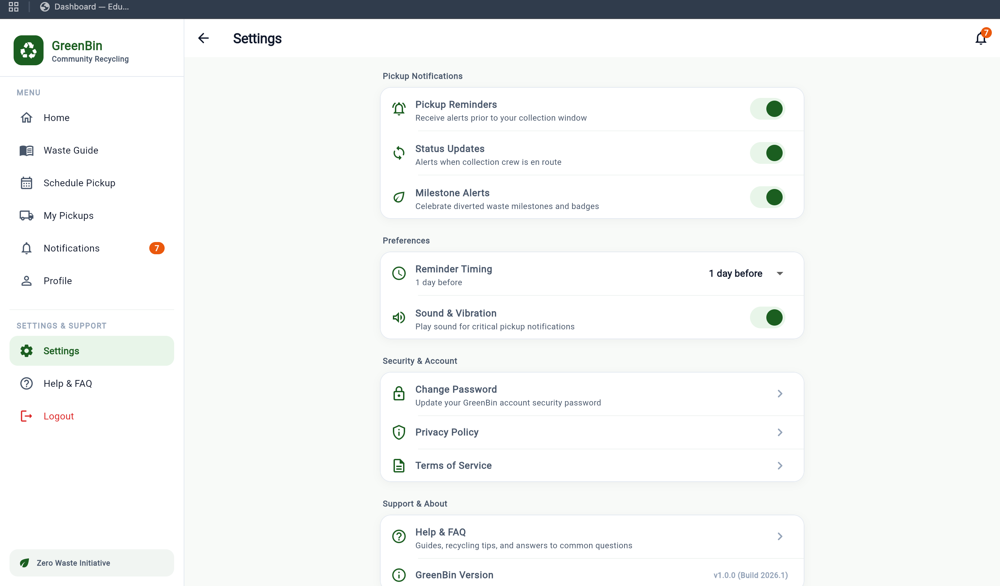 Dashboard — Edu...
GreenBin
Community Recycling
MENU
Home
Waste Guide
Schedule Pickup
My Pickups
Notifications
7
Profile
SETTINGS & SUPPORT
Settings
Help & FAQ
Logout
Zero Waste Initiative
Settings
7
Pickup Notifications
Pickup Reminders
Receive alerts prior to your collection window
Status Updates
Alerts when collection crew is en route
Milestone Alerts
Celebrate diverted waste milestones and badges
Preferences
Reminder Timing
1 day before
1 day before
Sound & Vibration
Play sound for critical pickup notifications
Security & Account
Change Password
Update your GreenBin account security password
Privacy Policy
Terms of Service
Support & About
Help & FAQ
Guides, recycling tips, and answers to common questions
GreenBin Version
v1.0.0 (Build 2026.1)